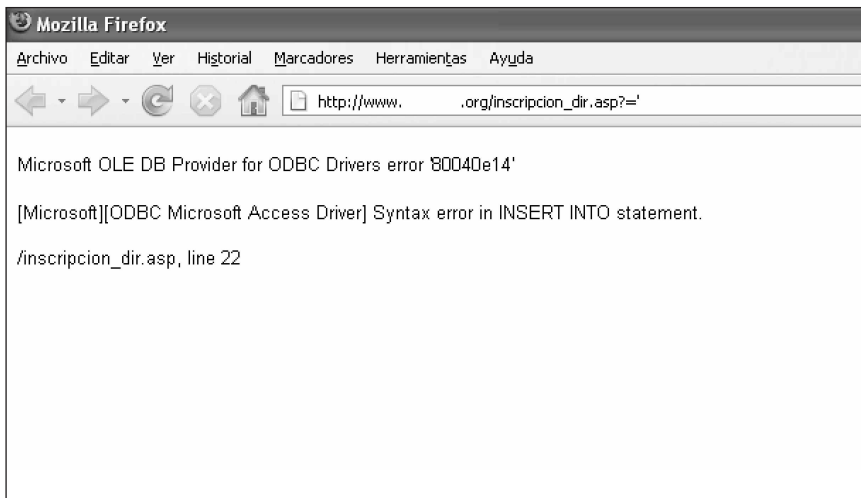 Mozilla Firefox
Archivo Editar Ver Historial Marcadores Herramientas Ayuda
http://www. .org/inscripcion_dir.asp?='
Microsoft OLE DB Provider for ODBC Drivers error '80040e14'
[Microsoft][ODBC Microsoft Access Driver] Syntax error in INSERT INTO statement.
/inscripcion_dir.asp, line 22